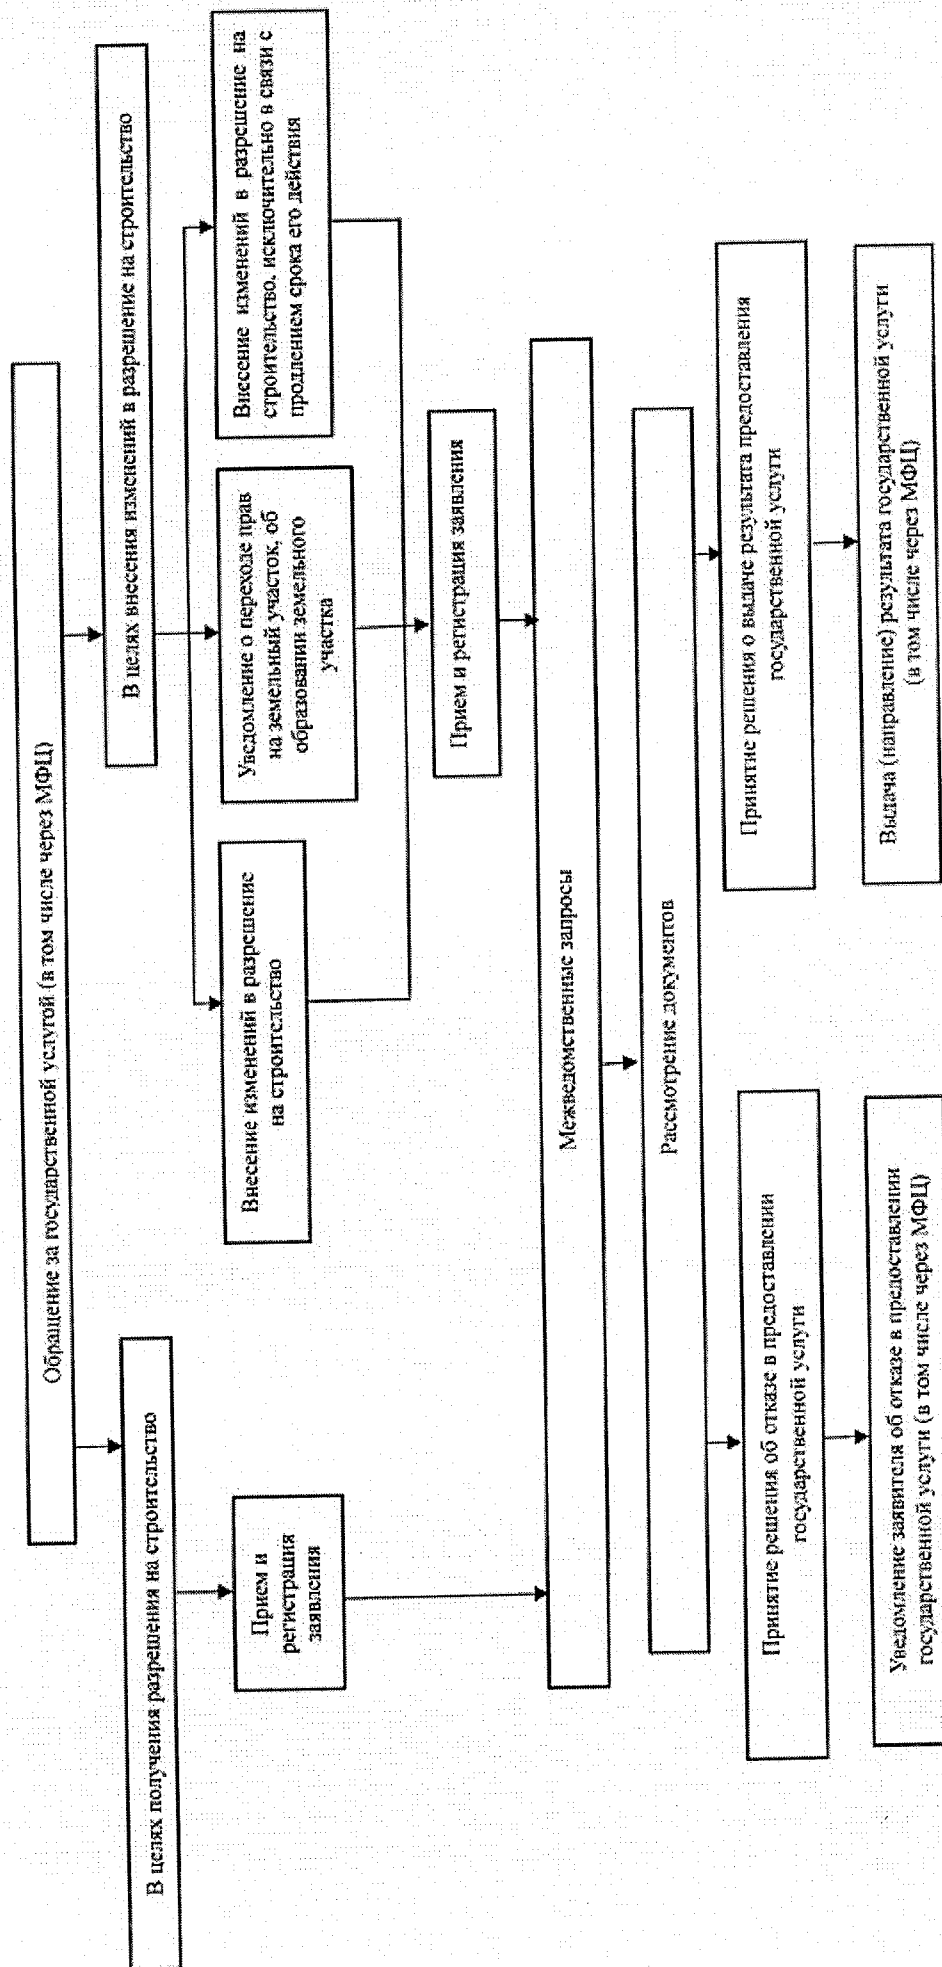 Обращение за государственной услугой (в том числе через МФЦ)
В целях получения разрешения на строительство
В целях внесения изменений в разрешение на строительство
Прием и
регистрация
заявления
Внесение изменений в разрешение
на строительство
Уведомление о переходе прав
на земельный участок, об
образовании земельного
участка
Внесение изменений в разрешение на
строительство, исключительно в связи с
продлением срока его действия
Прием и регистрация заявления
Межведомственные запросы
Рассмотрение документов
Принятие решения об отказе в предоставлении
государственной услуги
Принятие решения о выдаче результата предоставления
государственной услуги
Уведомление заявителя об отказе в предоставлении
государственной услуги (в том числе через МФЦ)
Выдача (направление) результата государственной услуги
(в том числе через МФЦ)